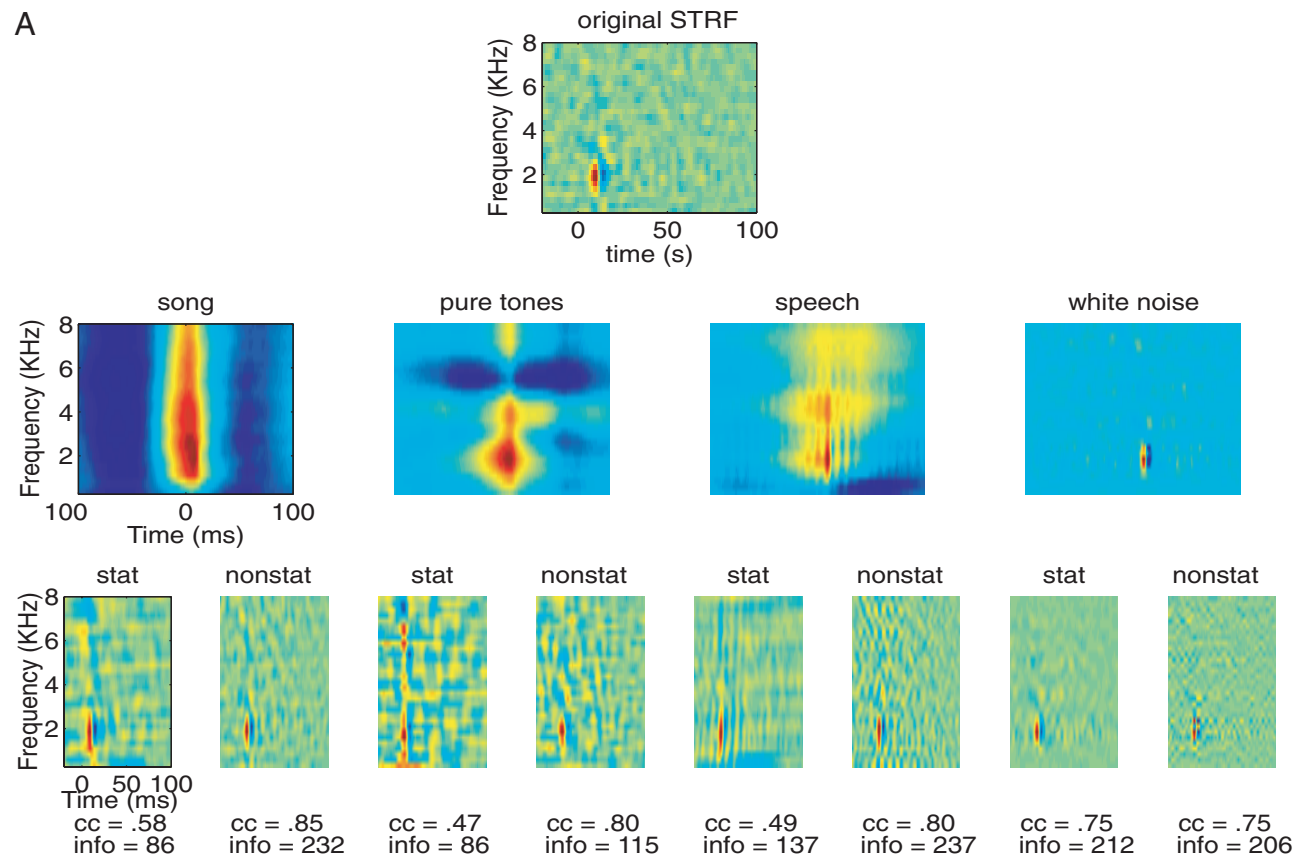 A
original STRF
8
6
4
2
Frequency (KHz)
0 50 100
time (s)
song pure tones speech white noise
8
6
4
2
Frequency (KHz)
100 0 100
Time (ms)
stat nonstat stat nonstat stat nonstat stat nonstat
8
6
4
2
Frequency (KHz)
0 50 100
Time (ms)
cc = .58 cc = .85 cc = .47 cc = .80 cc = .49 cc = .80 cc = .75 cc = .75
info = 86 info = 232 info = 86 info = 115 info = 137 info = 237 info = 212 info = 206